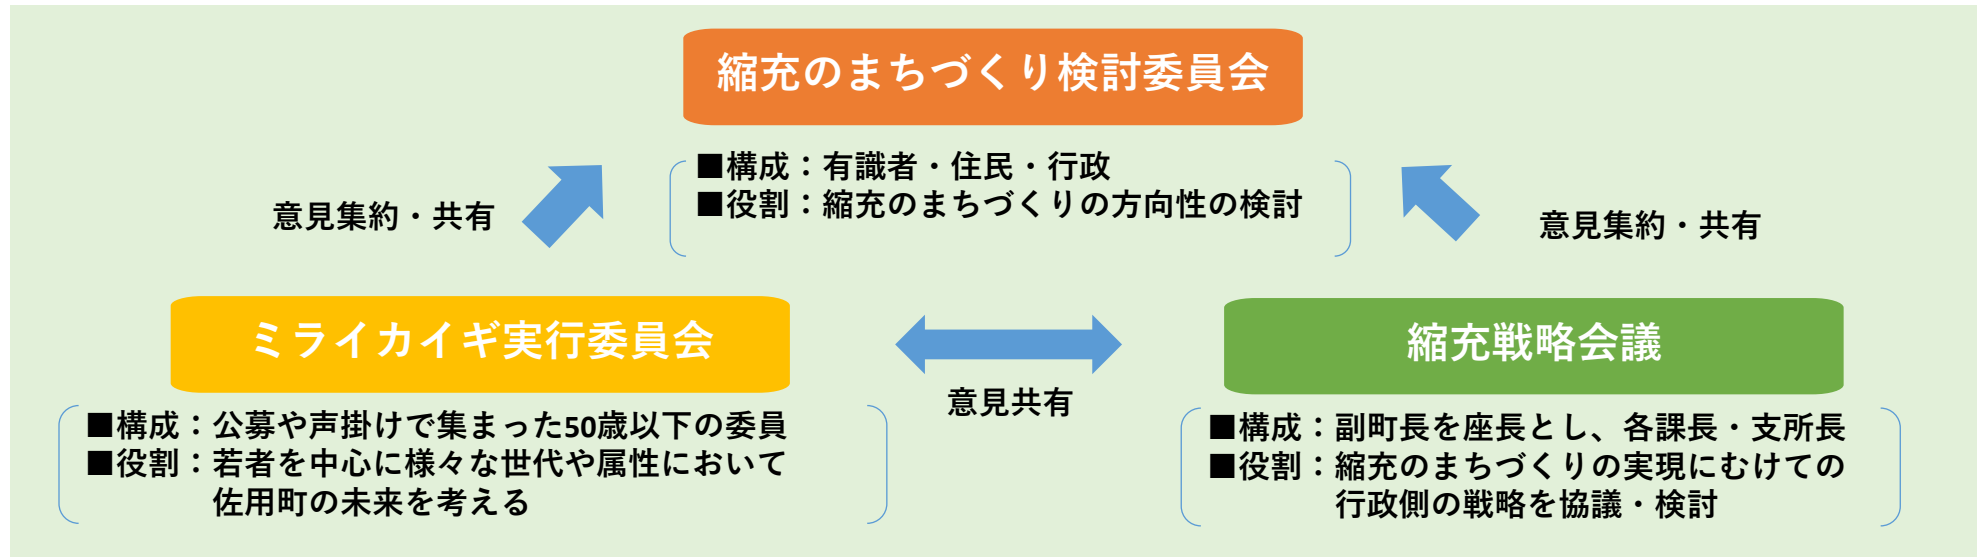 縮充のまちづくり検討委員会
■構成：有識者・住民・行政
■役割：縮充のまちづくりの方向性の検討
意見集約・共有
意見集約・共有
ミライカイギ実行委員会
意見共有
縮充戦略会議
■構成：公募や声掛けで集まった50歳以下の委員
■役割：若者を中心に様々な世代や属性において
佐用町の未来を考える
■構成：副町長を座長とし、各課長・支所長
■役割：縮充のまちづくりの実現にむけての
行政側の戦略を協議・検討